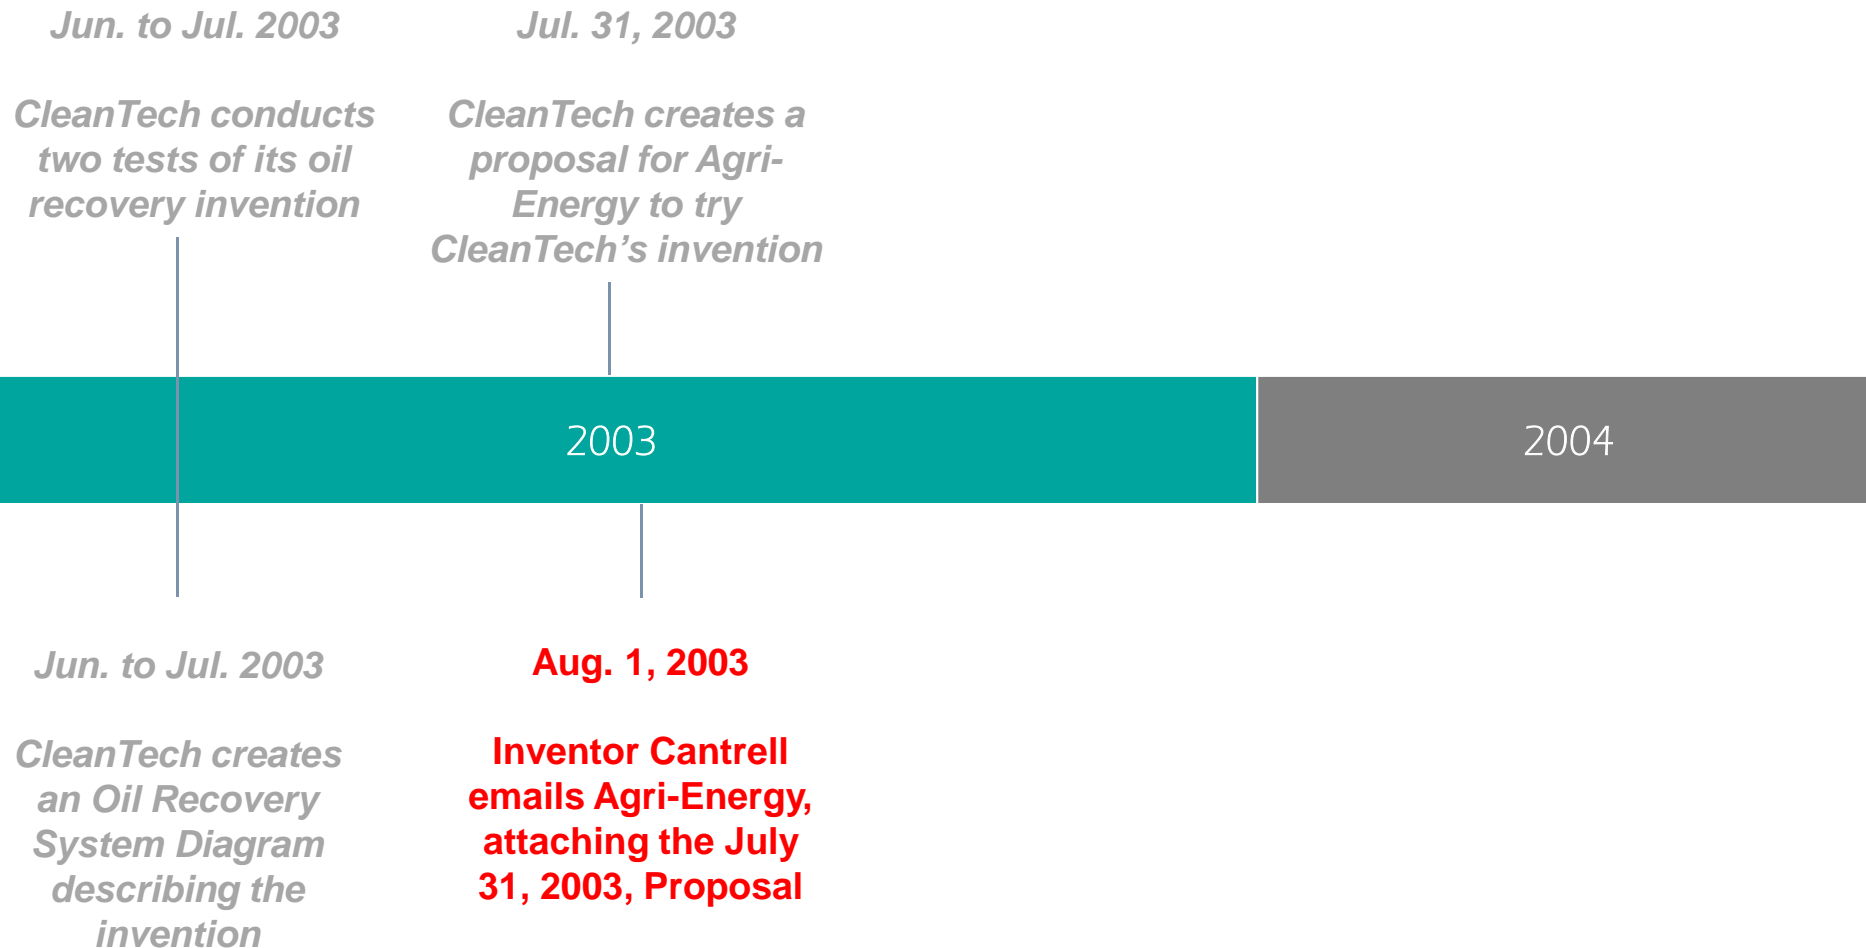 Jun. to Jul. 2003
CleanTech conducts
two tests of its oil
recovery invention
Jul. 31, 2003
CleanTech creates a
proposal for Agri-
Energy to try
CleanTech’s invention
2003
2004
Jun. to Jul. 2003
CleanTech creates
an Oil Recovery
System Diagram
describing the
invention
Aug. 1, 2003
Inventor Cantrell
emails Agri-Energy,
attaching the July
31, 2003, Proposal